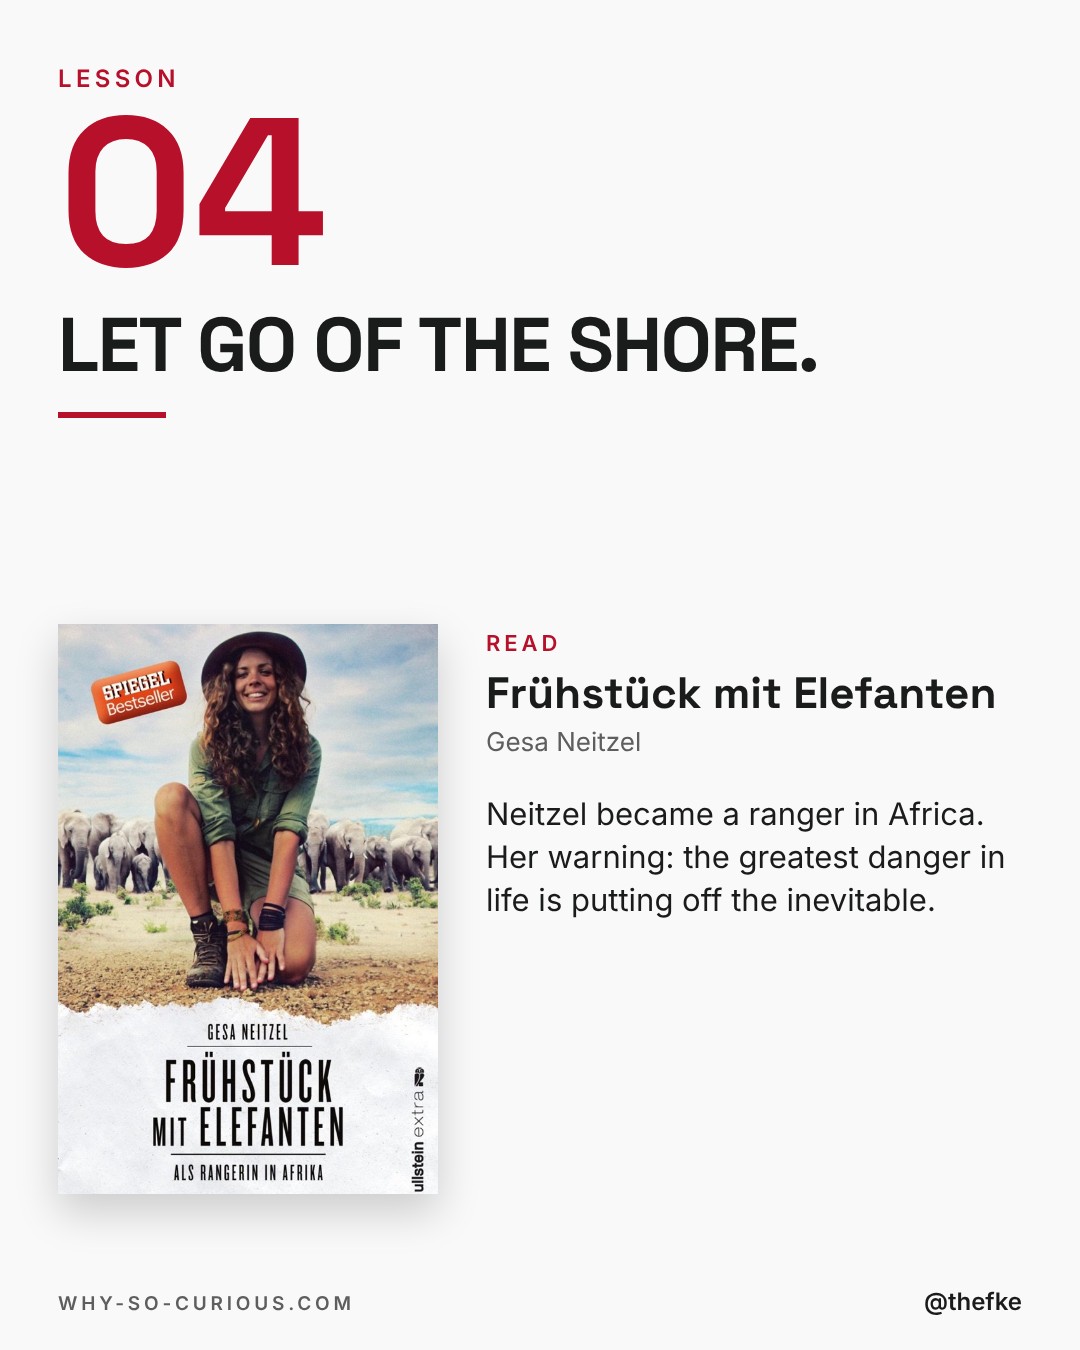 LESSON
04
LET GO OF THE SHORE.
SPIEGEL
Bestseller
GESA NEITZEL
FRÜHSTÜCK
MIT ELEFANTEN
ALS RANGERIN IN AFRIKA
ullstein extra
READ
Frühstück mit Elefanten
Gesa Neitzel
Neitzel became a ranger in Africa.
Her warning: the greatest danger in
life is putting off the inevitable.
WHY-SO-CURIOUS.COM
@thefke